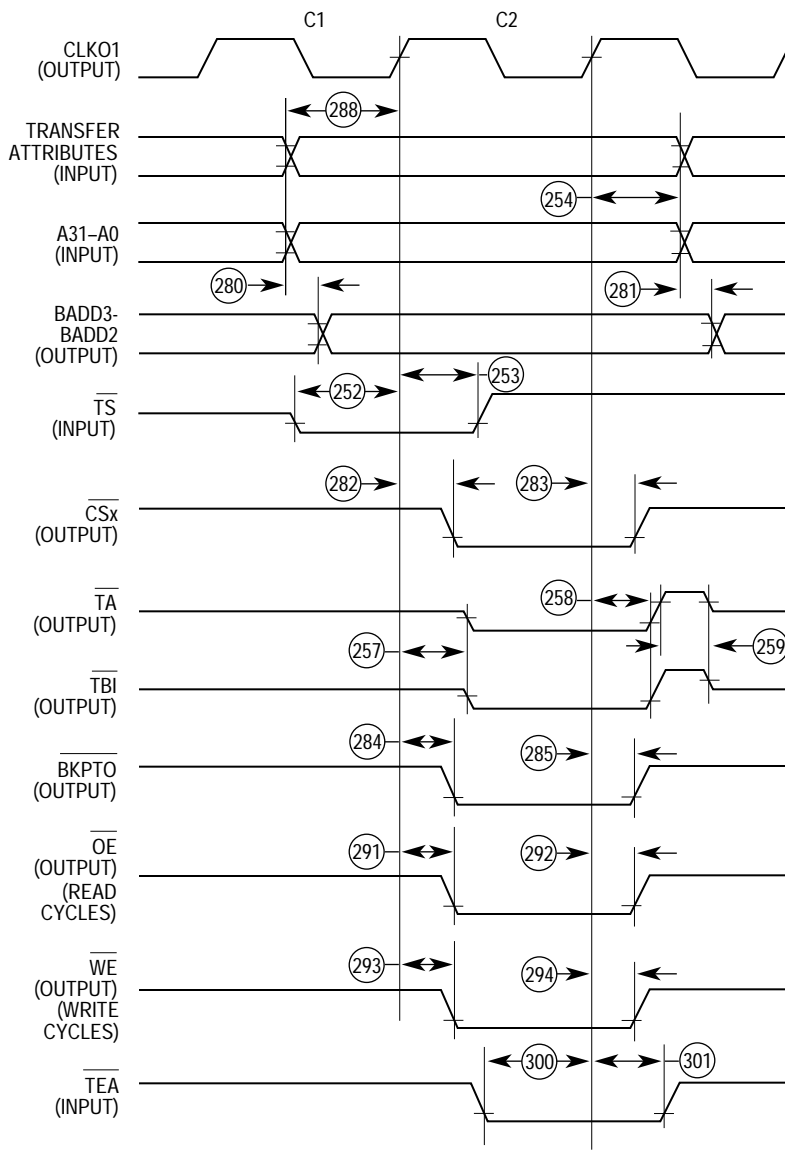 C1
C2
CLKO1
(OUTPUT)
288
TRANSFER
ATTRIBUTES
(INPUT)
254
A31–A0
(INPUT)
280
281
BADD3-
BADD2
(OUTPUT)
252
253
TS
(INPUT)
282
283
CSx
(OUTPUT)
258
TA
(OUTPUT)
257
259
TBI
(OUTPUT)
284
285
BKPTO
(OUTPUT)
291
292
OE
(OUTPUT)
(READ
CYCLES)
293
294
WE
(OUTPUT)
(WRITE
CYCLES)
300
301
TEA
(INPUT)